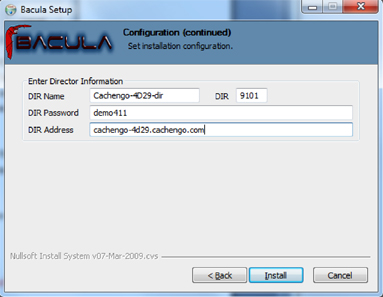 Bacula Setup
BACULA
Configuration (continued)
Set installation configuration.
Enter Director Information
DIR Name Cachengo-4D29-dir DIR 9101
DIR Password demo411
DIR Address cachengo-4d29.cachengo.com
Nullsoft Install System v07-Mar-2009.cvs
< Back Install Cancel